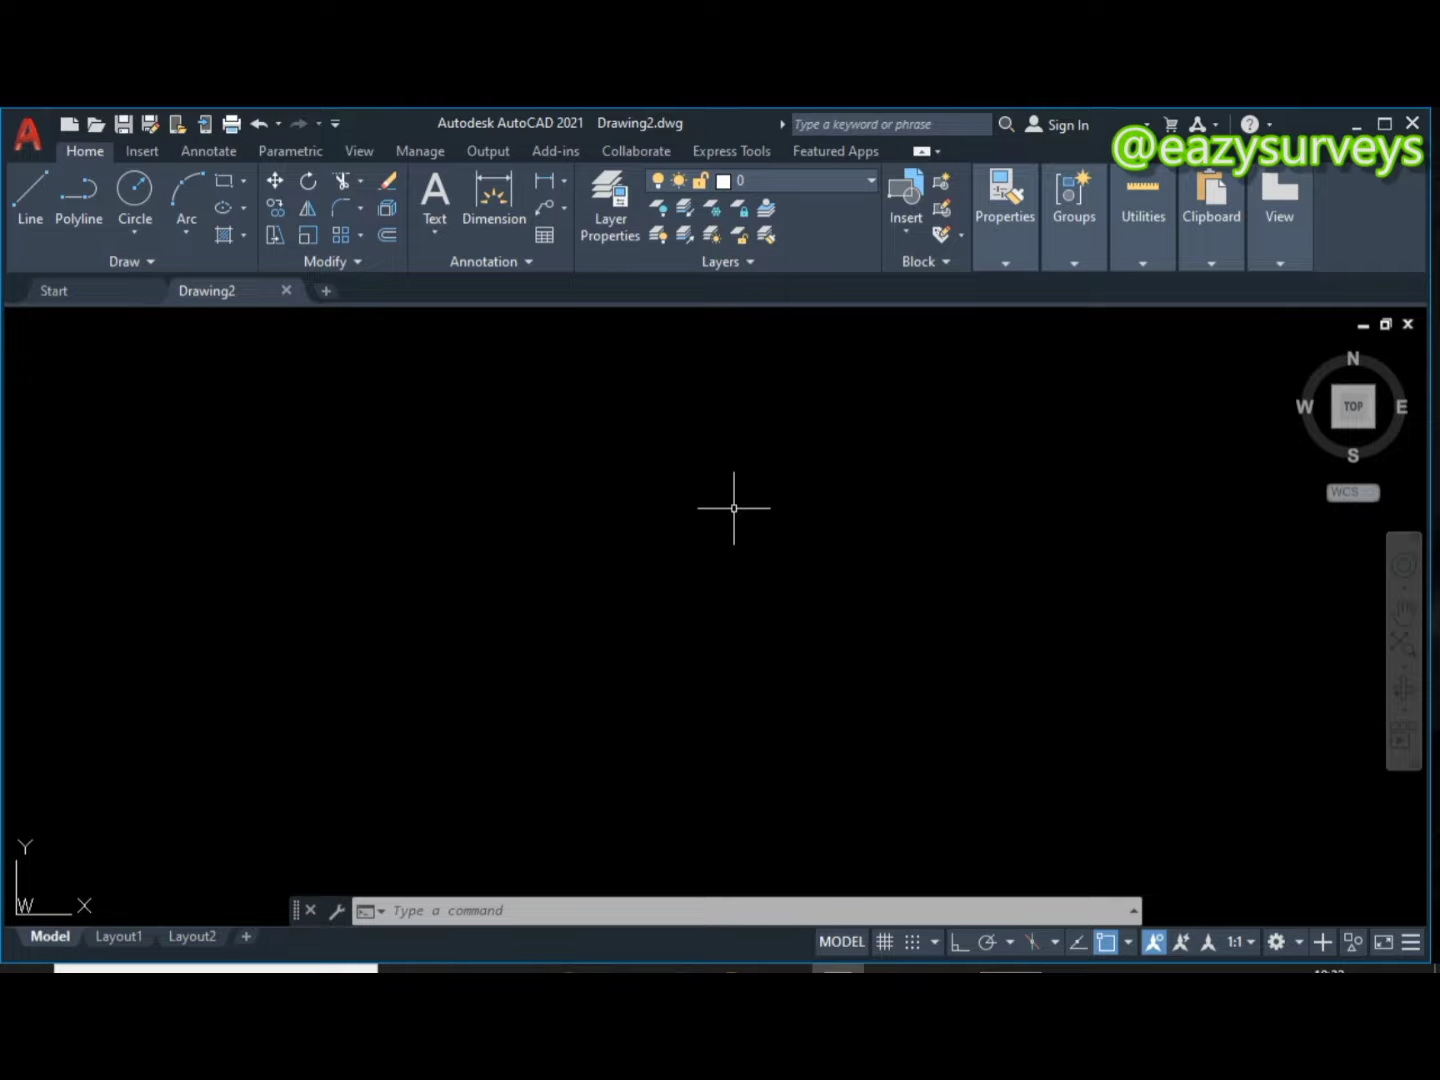 Autodesk AutoCAD 2021 Drawing2.dwg
Type a keyword or phrase
Sign In
@eazysurveys
Home Insert Annotate Parametric View Manage Output Add-ins Collaborate Express Tools Featured Apps
Line Polyline Circle Arc
Text Dimension
Layer
Properties
0
Insert
Properties Groups Utilities Clipboard View
Draw Modify Annotation Layers Block
Start Drawing2
N
W TOP E
S
WCS
Y
W X
Type a command
Model Layout1 Layout2
MODEL 1:1